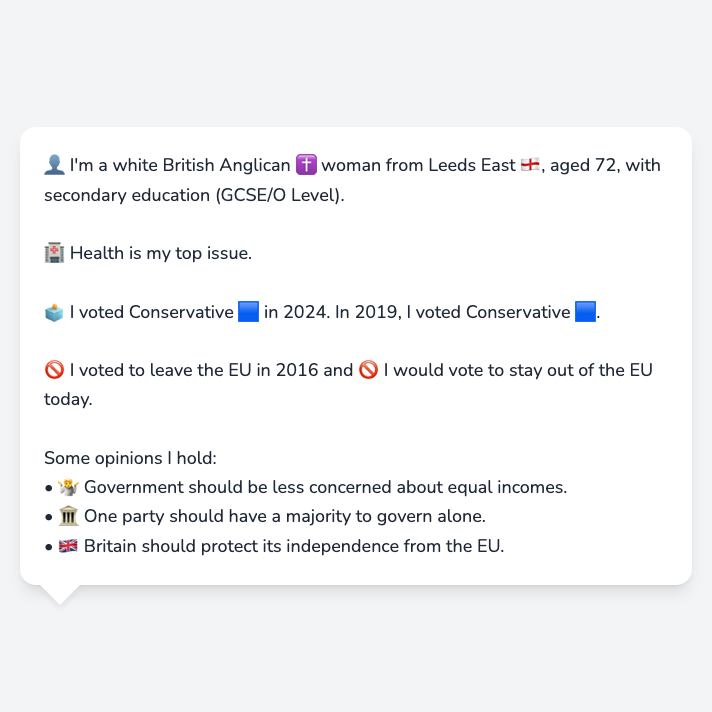 👤 I'm a white British Anglican ✝️ woman from Leeds East 🏴󠁧󠁢󠁥󠁮󠁧󠁿, aged 72, with
secondary education (GCSE/O Level).
🏥 Health is my top issue.
🗳️ I voted Conservative 🟦 in 2024. In 2019, I voted Conservative 🟦.
🚫 I voted to leave the EU in 2016 and 🚫 I would vote to stay out of the EU
today.
Some opinions I hold:
• 🤷 Government should be less concerned about equal incomes.
• 🏛️ One party should have a majority to govern alone.
• 🇬🇧 Britain should protect its independence from the EU.